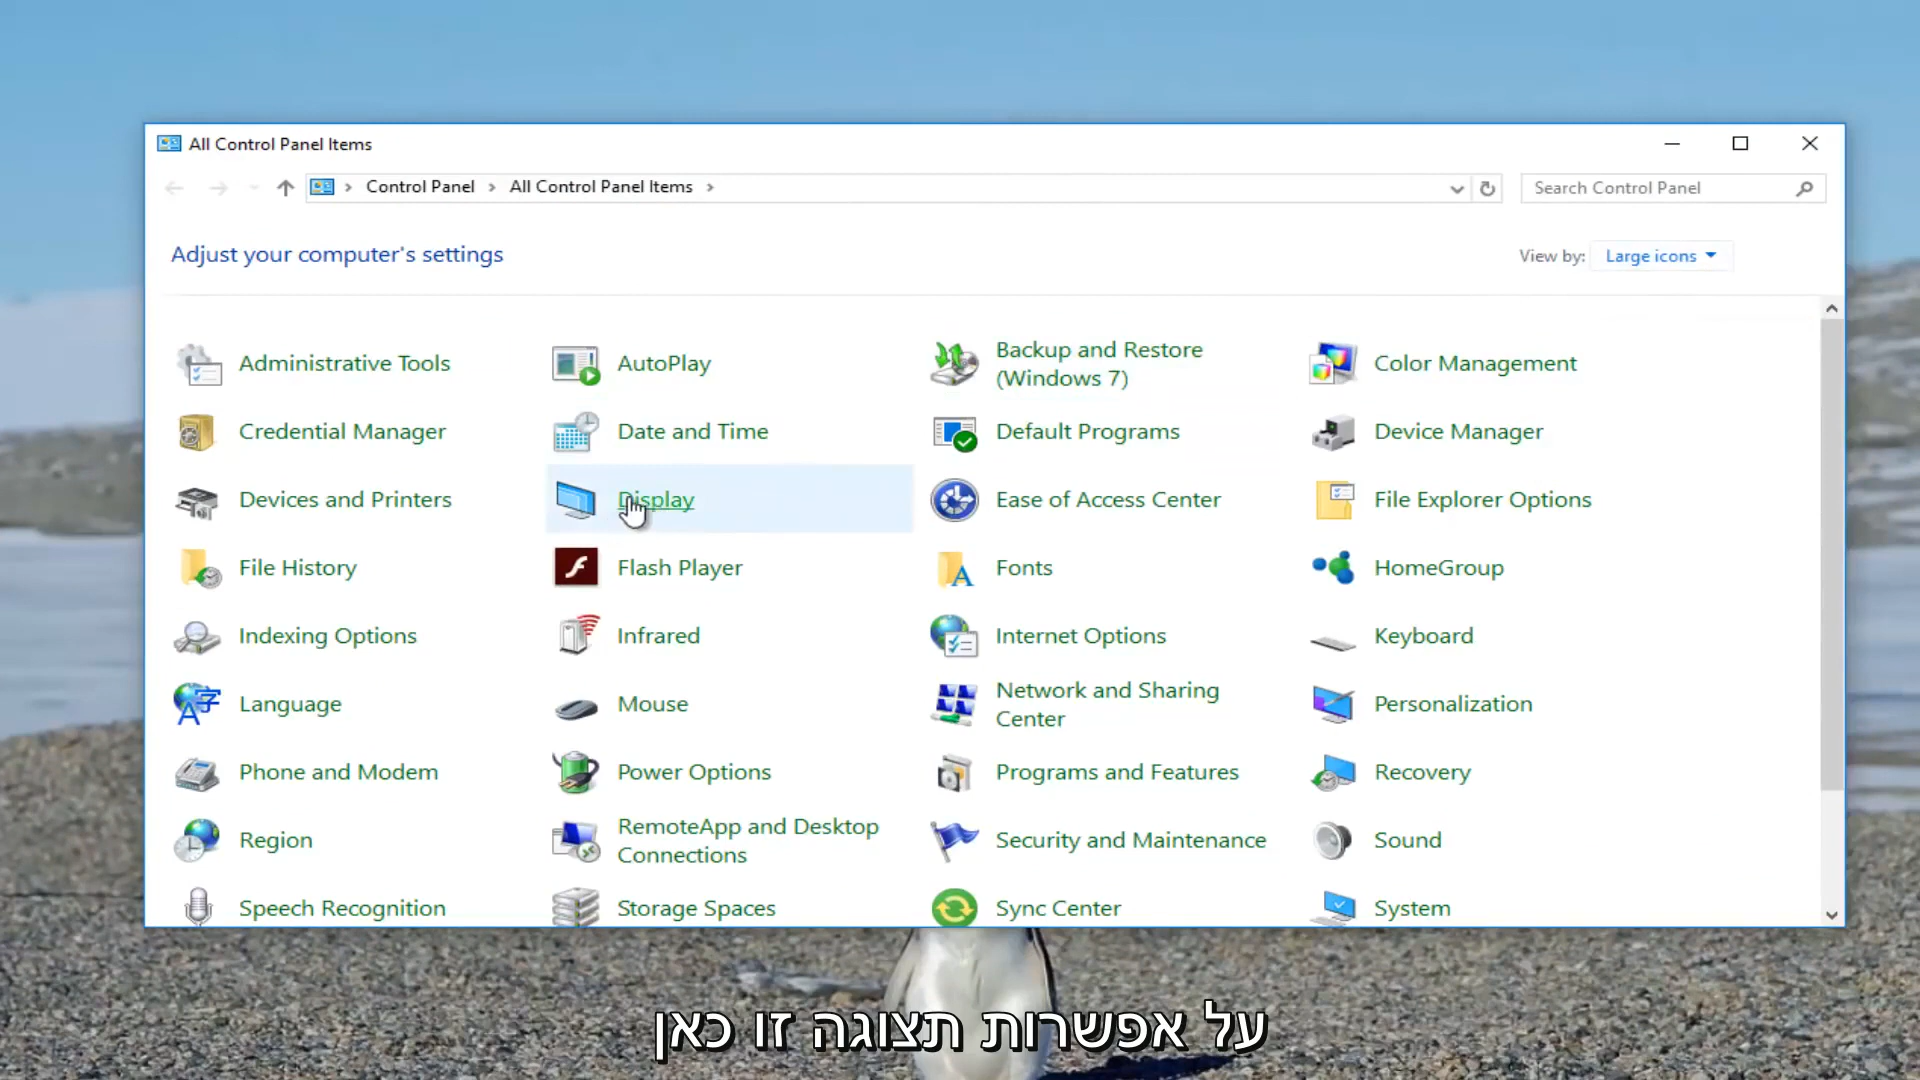 All Control Panel Items
Control Panel
All Control Panel Items
Search Control Panel
Adjust your computer's settings
View by:
Large icons
Administrative Tools
AutoPlay
Backup and Restore
(Windows 7)
Color Management
Credential Manager
Date and Time
Default Programs
Device Manager
Devices and Printers
Display
Ease of Access Center
File Explorer Options
File History
Flash Player
Fonts
HomeGroup
Indexing Options
Infrared
Internet Options
Keyboard
Language
Mouse
Network and Sharing
Center
Personalization
Phone and Modem
Power Options
Programs and Features
Recovery
Region
RemoteApp and Desktop
Connections
Security and Maintenance
Sound
Speech Recognition
Storage Spaces
Sync Center
System
על אפשרות תצוגה זו כאן